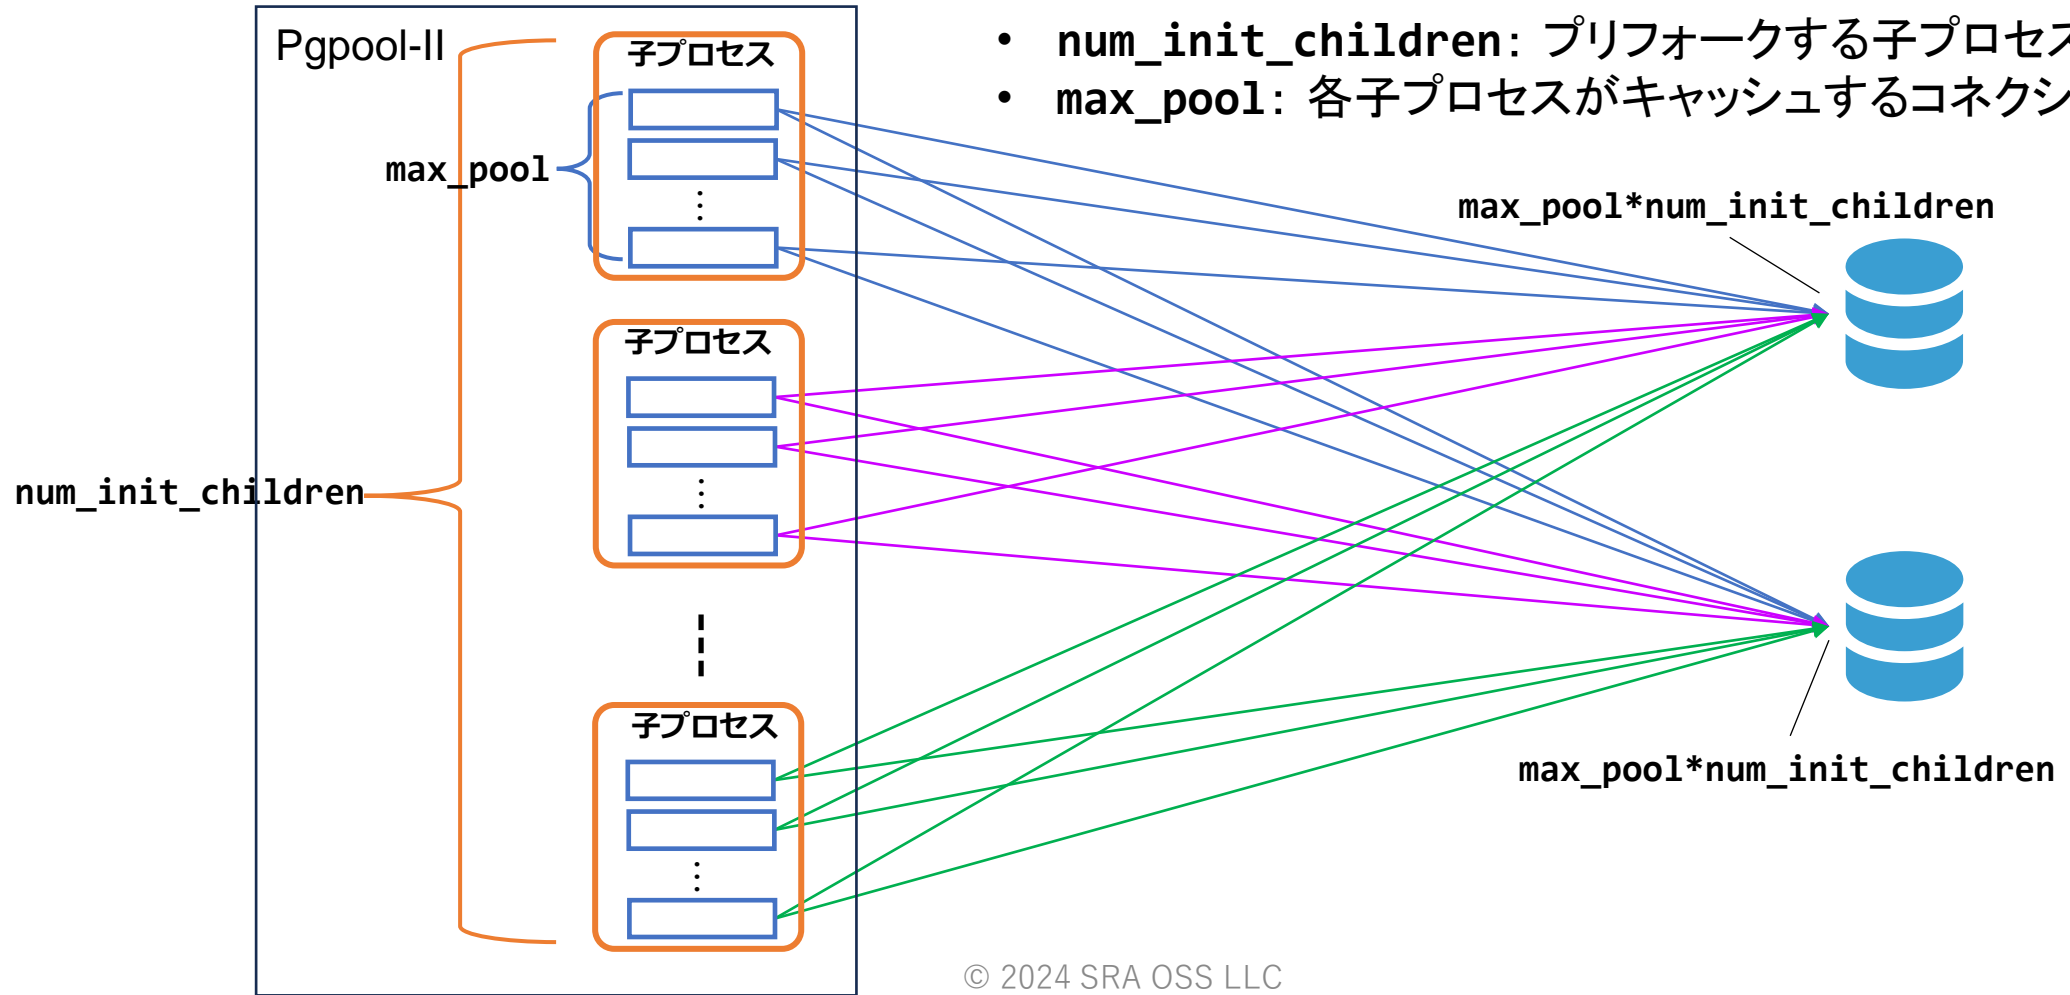 Pgpool-II
• num_init_children: プリフォークする子プロセス
• max_pool: 各子プロセスがキャッシュするコネクシ
子プロセス
max_pool
max_pool*num_init_children
子プロセス
num_init_children
子プロセス
max_pool*num_init_children
© 2024 SRA OSS LLC